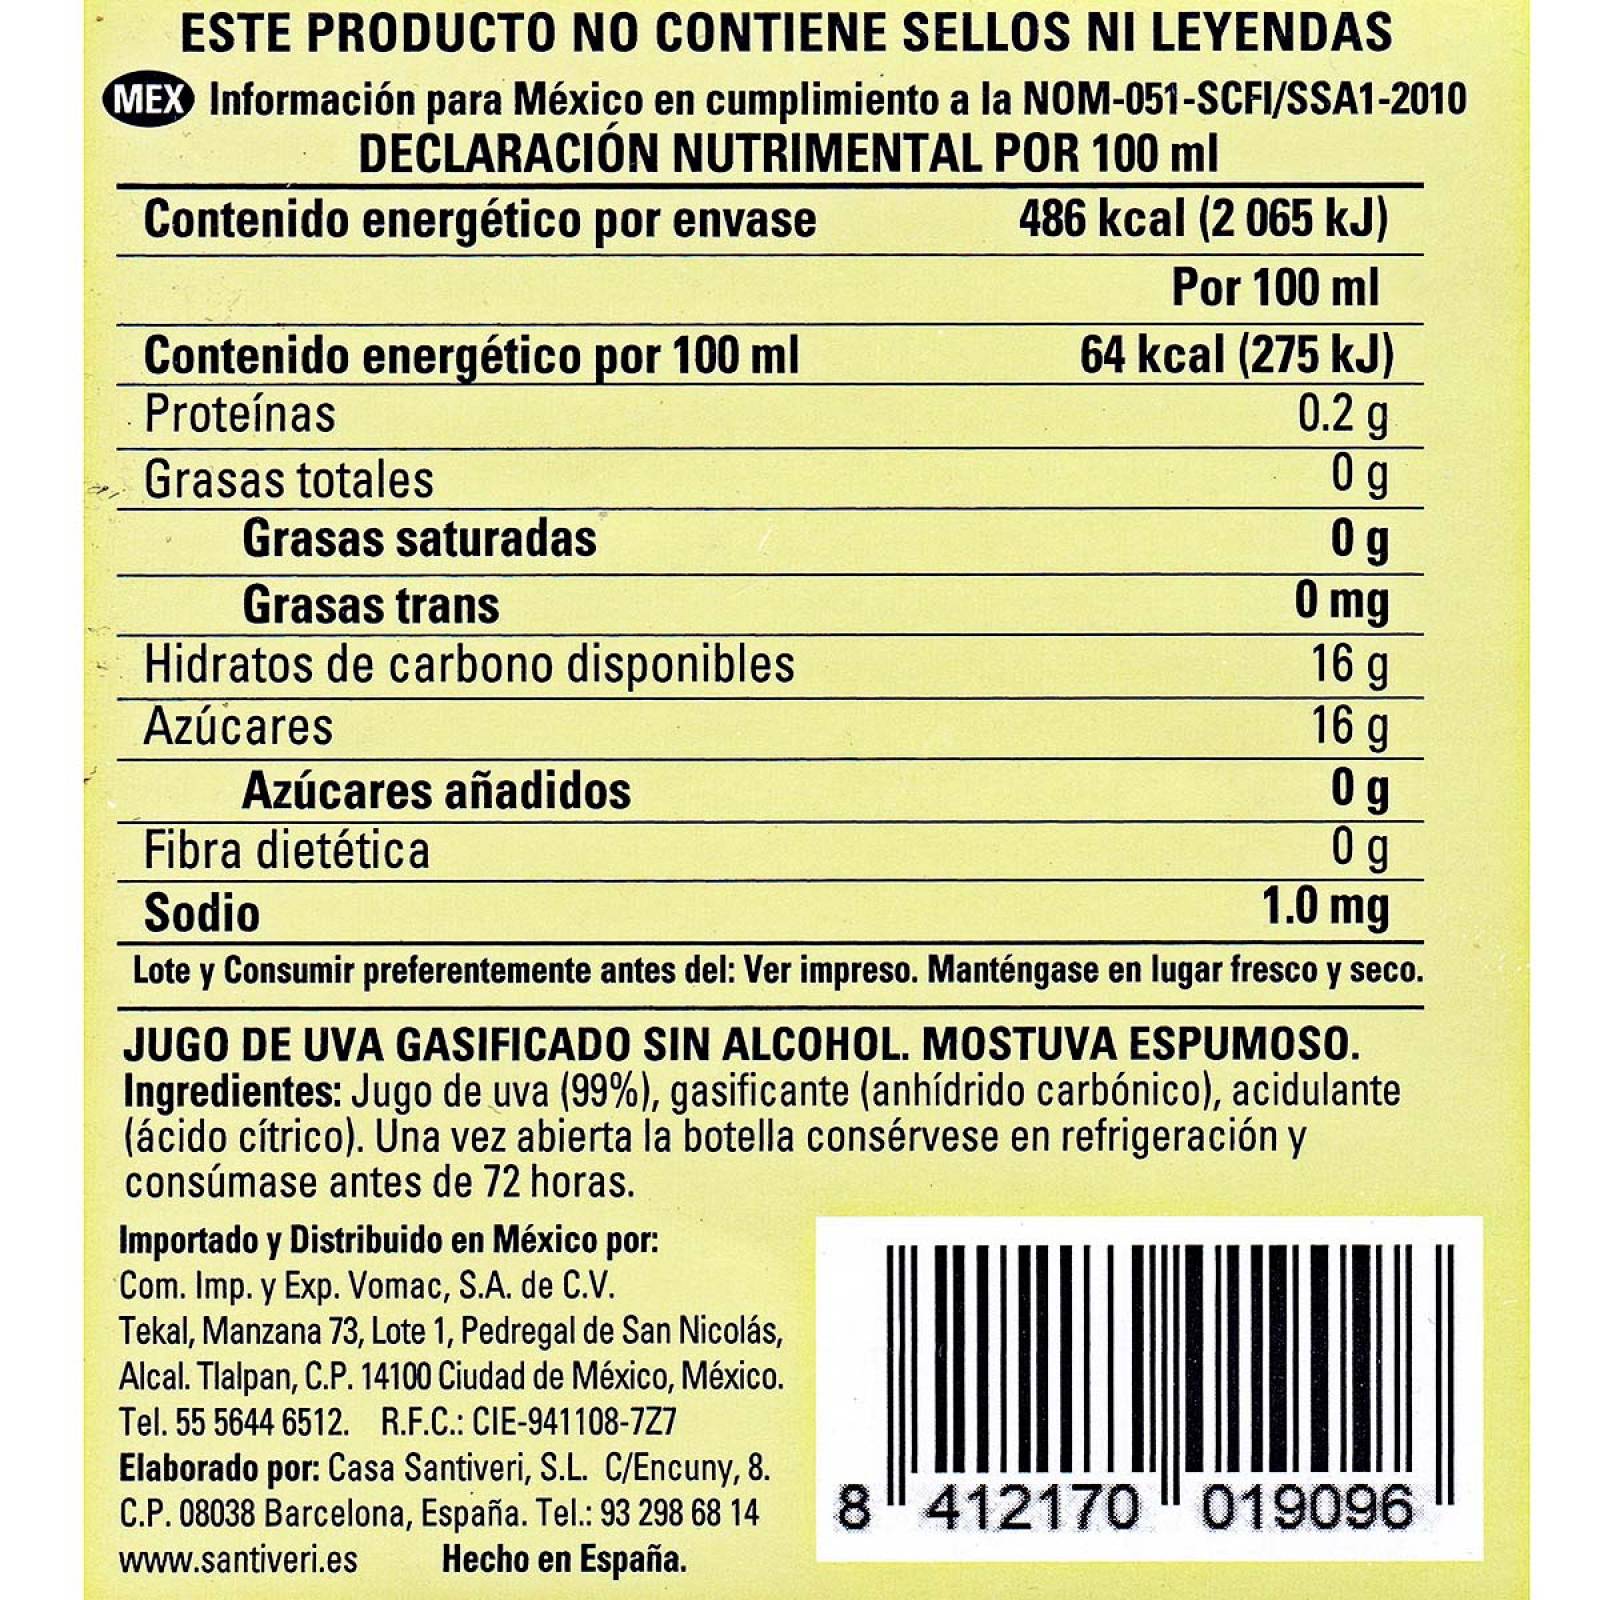 ESTE PRODUCTO NO CONTIENE SELLOS NI LEYENDAS
MEX Información para México en cumplimiento a la NOM-051-SCFI/SSA1-2010
DECLARACIÓN NUTRIMENTAL POR 100 ml
Contenido energético por envase 486 kcal (2 065 kJ)
Por 100 ml
Contenido energético por 100 ml 64 kcal (275 kJ)
Proteínas 0.2 g
Grasas totales 0 g
Grasas saturadas 0 g
Grasas trans 0 mg
Hidratos de carbono disponibles 16 g
Azúcares 16 g
Azúcares añadidos 0 g
Fibra dietética 0 g
Sodio 1.0 mg
Lote y Consumir preferentemente antes del: Ver impreso. Manténgase en lugar fresco y seco.
JUGO DE UVA GASIFICADO SIN ALCOHOL. MOSTUVA ESPUMOSO.
Ingredientes: Jugo de uva (99%), gasificante (anhídrido carbónico), acidulante
(ácido cítrico). Una vez abierta la botella consérvese en refrigeración y
consúmase antes de 72 horas.
Importado y Distribuido en México por:
Com. Imp. y Exp. Vomac, S.A. de C.V.
Tekal, Manzana 73, Lote 1, Pedregal de San Nicolás,
Alcal. Tlalpan, C.P. 14100 Ciudad de México, México.
Tel. 55 5644 6512. R.F.C.: CIE-941108-7Z7
Elaborado por: Casa Santiveri, S.L. C/Encuny, 8.
C.P. 08038 Barcelona, España. Tel.: 93 298 68 14
www.santiveri.es Hecho en España.
8 412170 019096